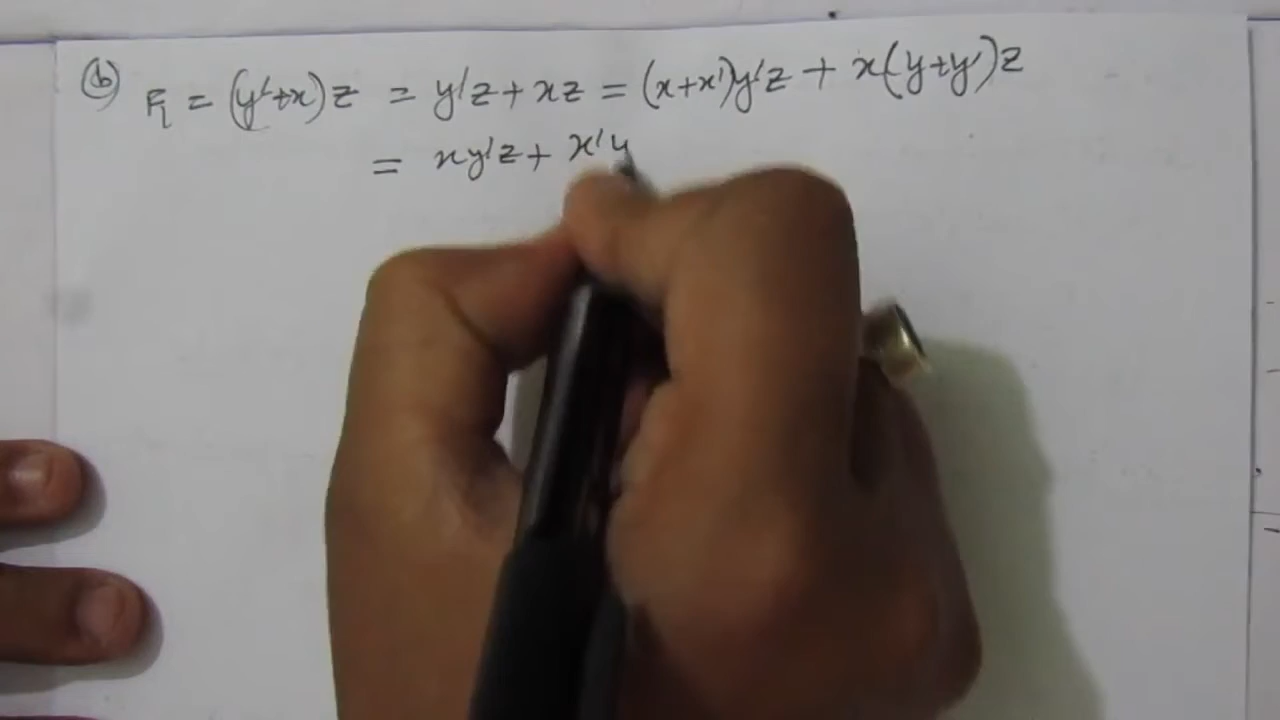 (b) F₁ = (y'+x)z = y'z + xz = (x+x')y'z + x(y+y')z
= xy'z + x'y